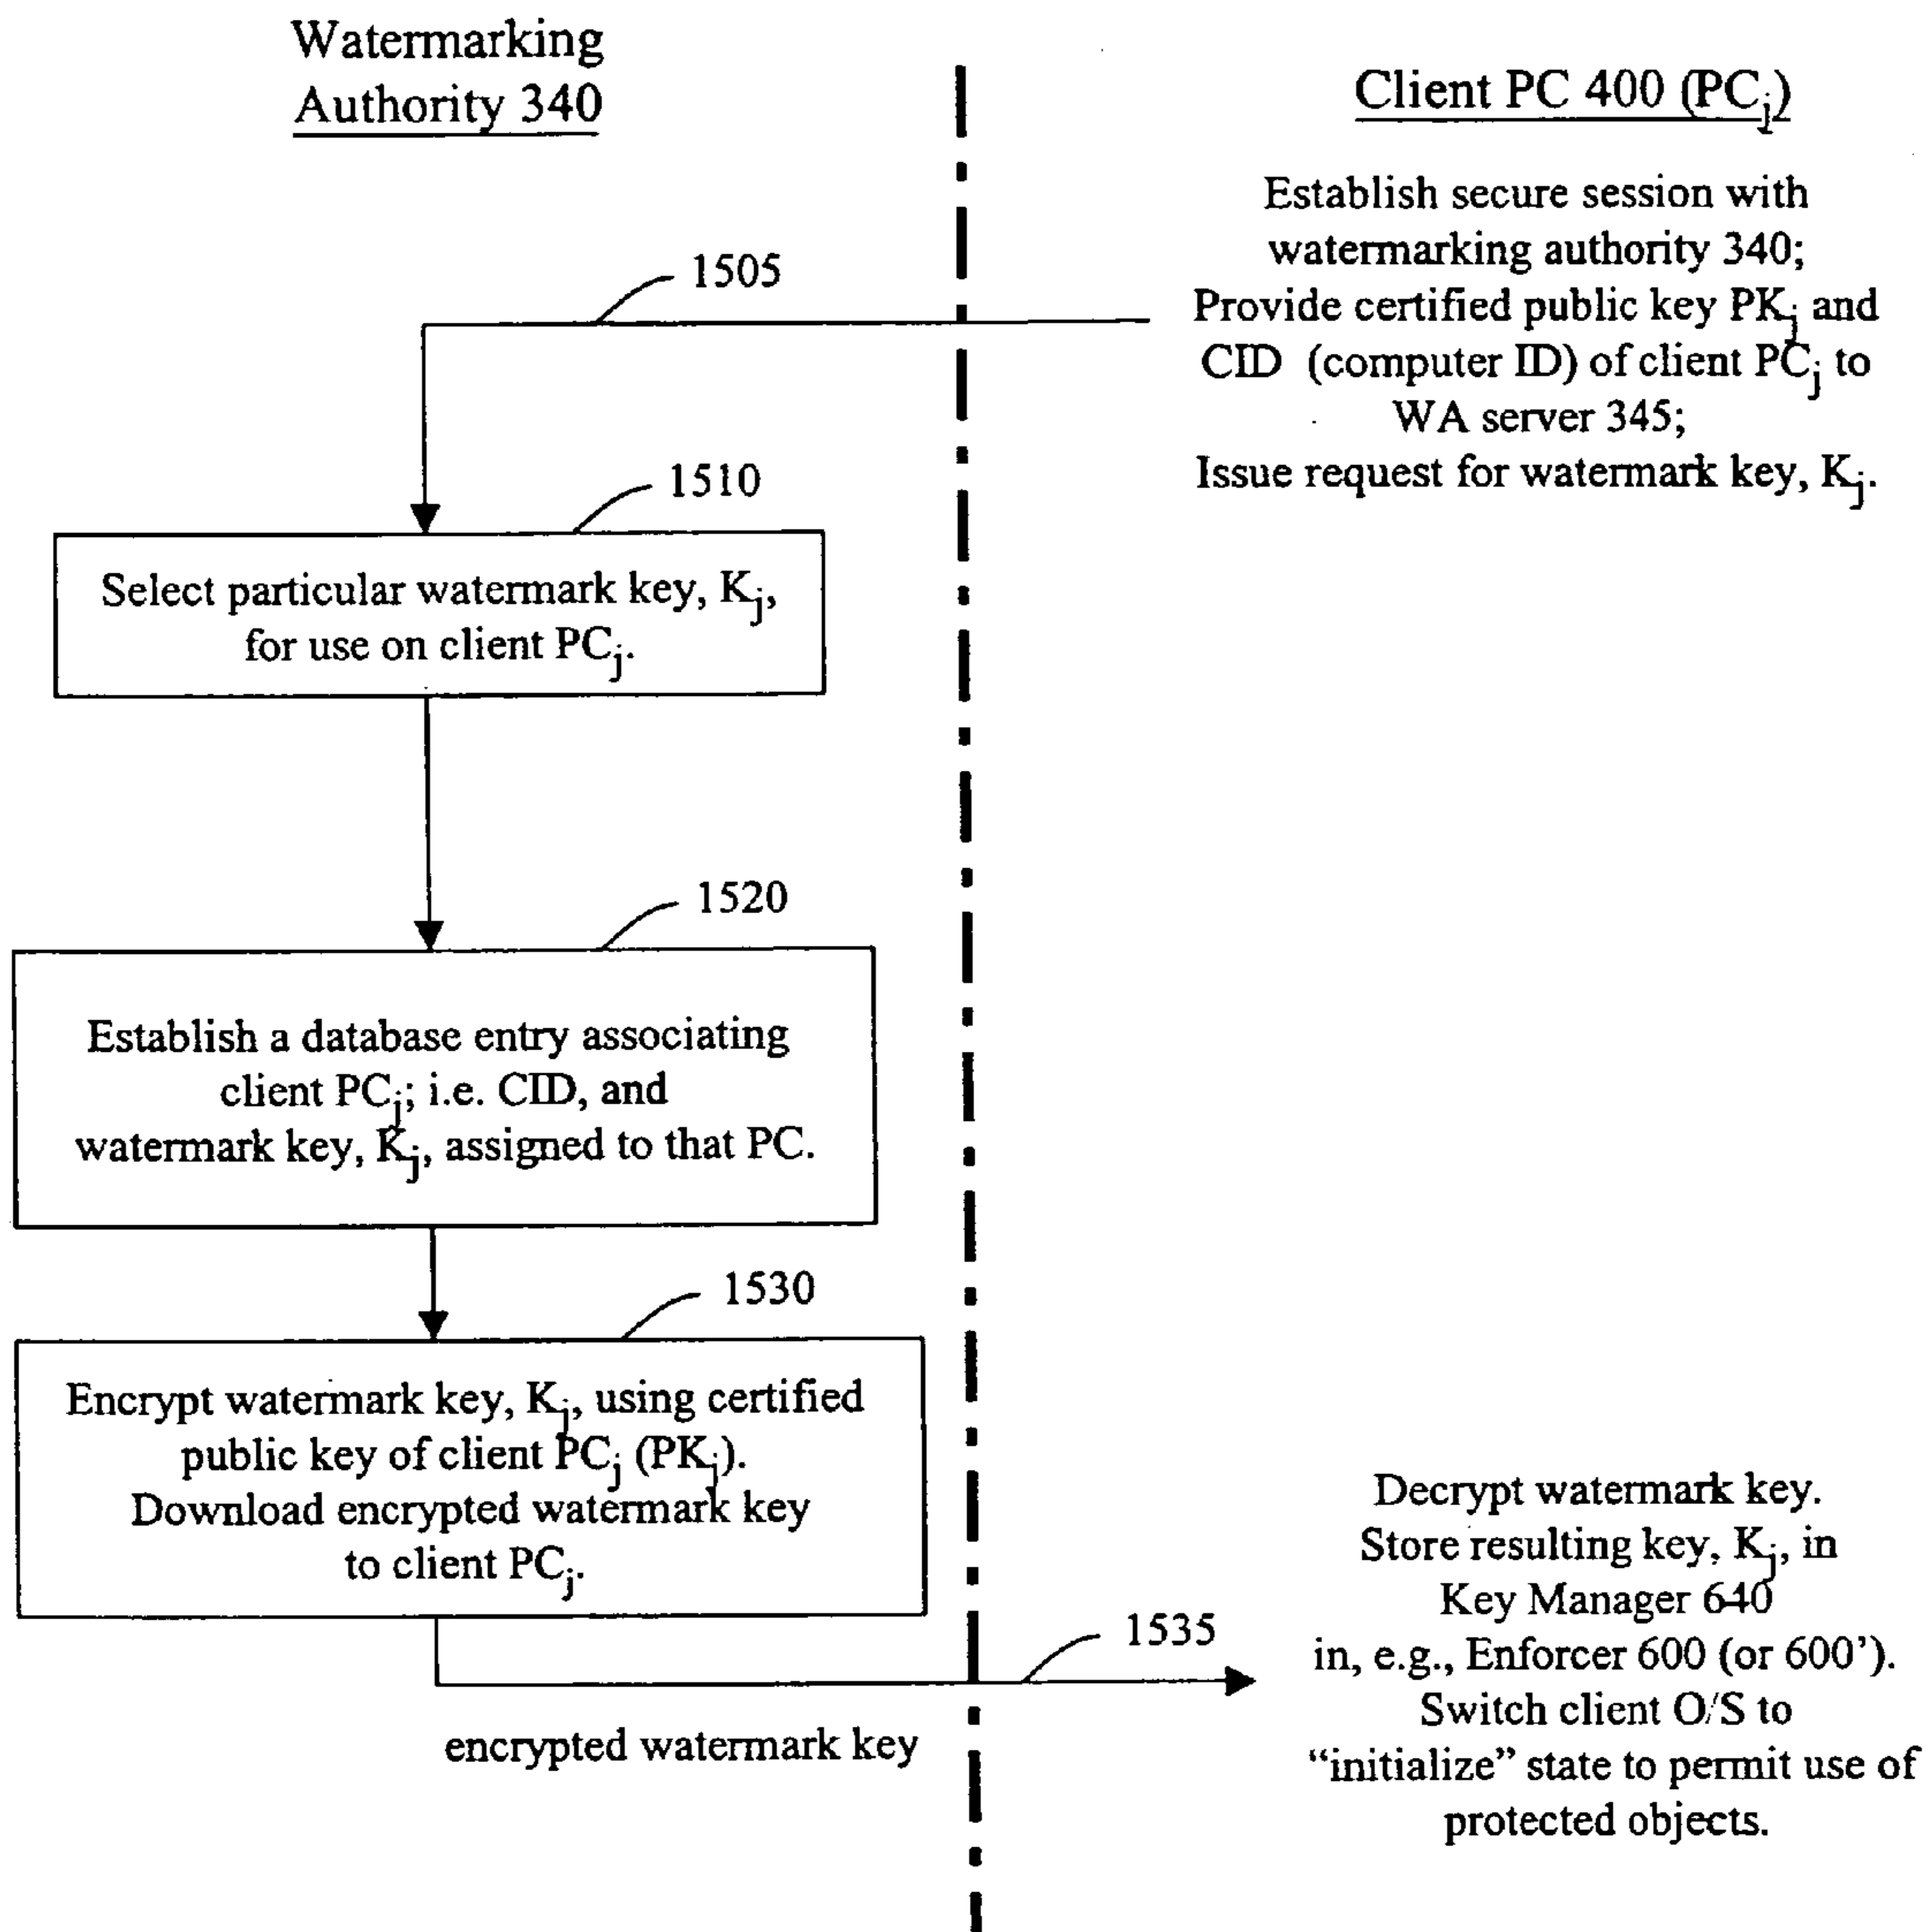 Watermarking
Authority 340
Client PC 400 (PCj)
Establish secure session with
watermarking authority 340;
Provide certified public key PKj and
CID (computer ID) of client PCj to
WA server 345;
Issue request for watermark key, Kj.
1505
1510
Select particular watermark key, Kj,
for use on client PCj.
1520
Establish a database entry associating
client PCj; i.e. CID, and
watermark key, Kj, assigned to that PC.
1530
Encrypt watermark key, Kj, using certified
public key of client PCj (PKj).
Download encrypted watermark key
to client PCj.
1535
encrypted watermark key
Decrypt watermark key.
Store resulting key, Kj, in
Key Manager 640
in, e.g., Enforcer 600 (or 600’).
Switch client O/S to
“initialize” state to permit use of
protected objects.